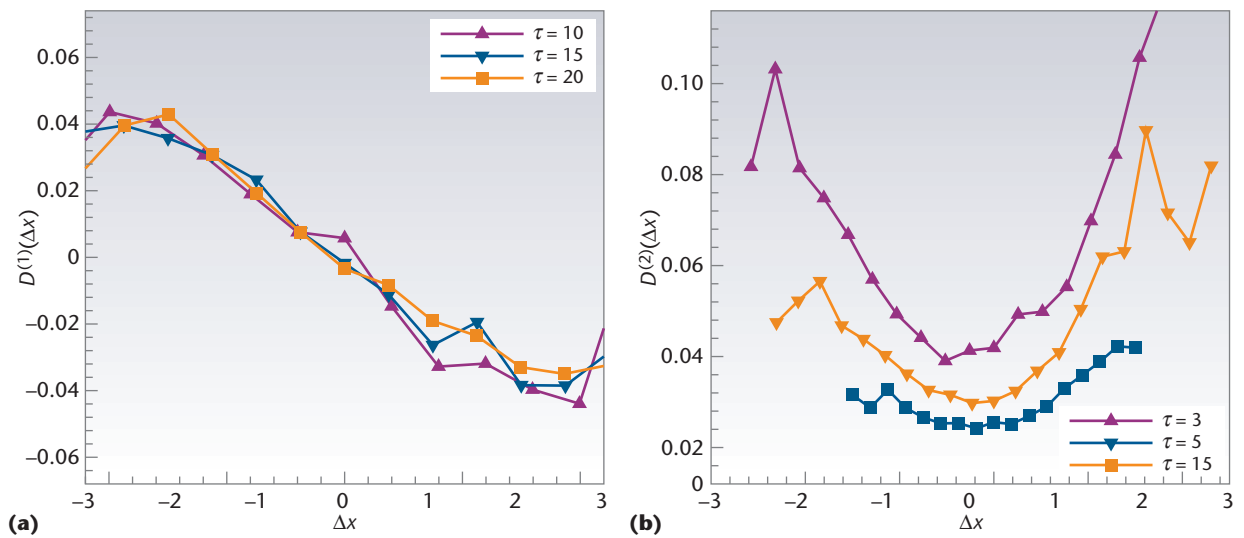 0.06
0.04
0.02
0
–0.02
–0.04
–0.06
D(1)(Δx)
τ = 10
τ = 15
τ = 20
–3 –2 –1 0 1 2 3
Δx
(a)
0.10
0.08
0.06
0.04
0.02
0
D(2)(Δx)
τ = 3
τ = 5
τ = 15
–3 –2 –1 0 1 2 3
Δx
(b)